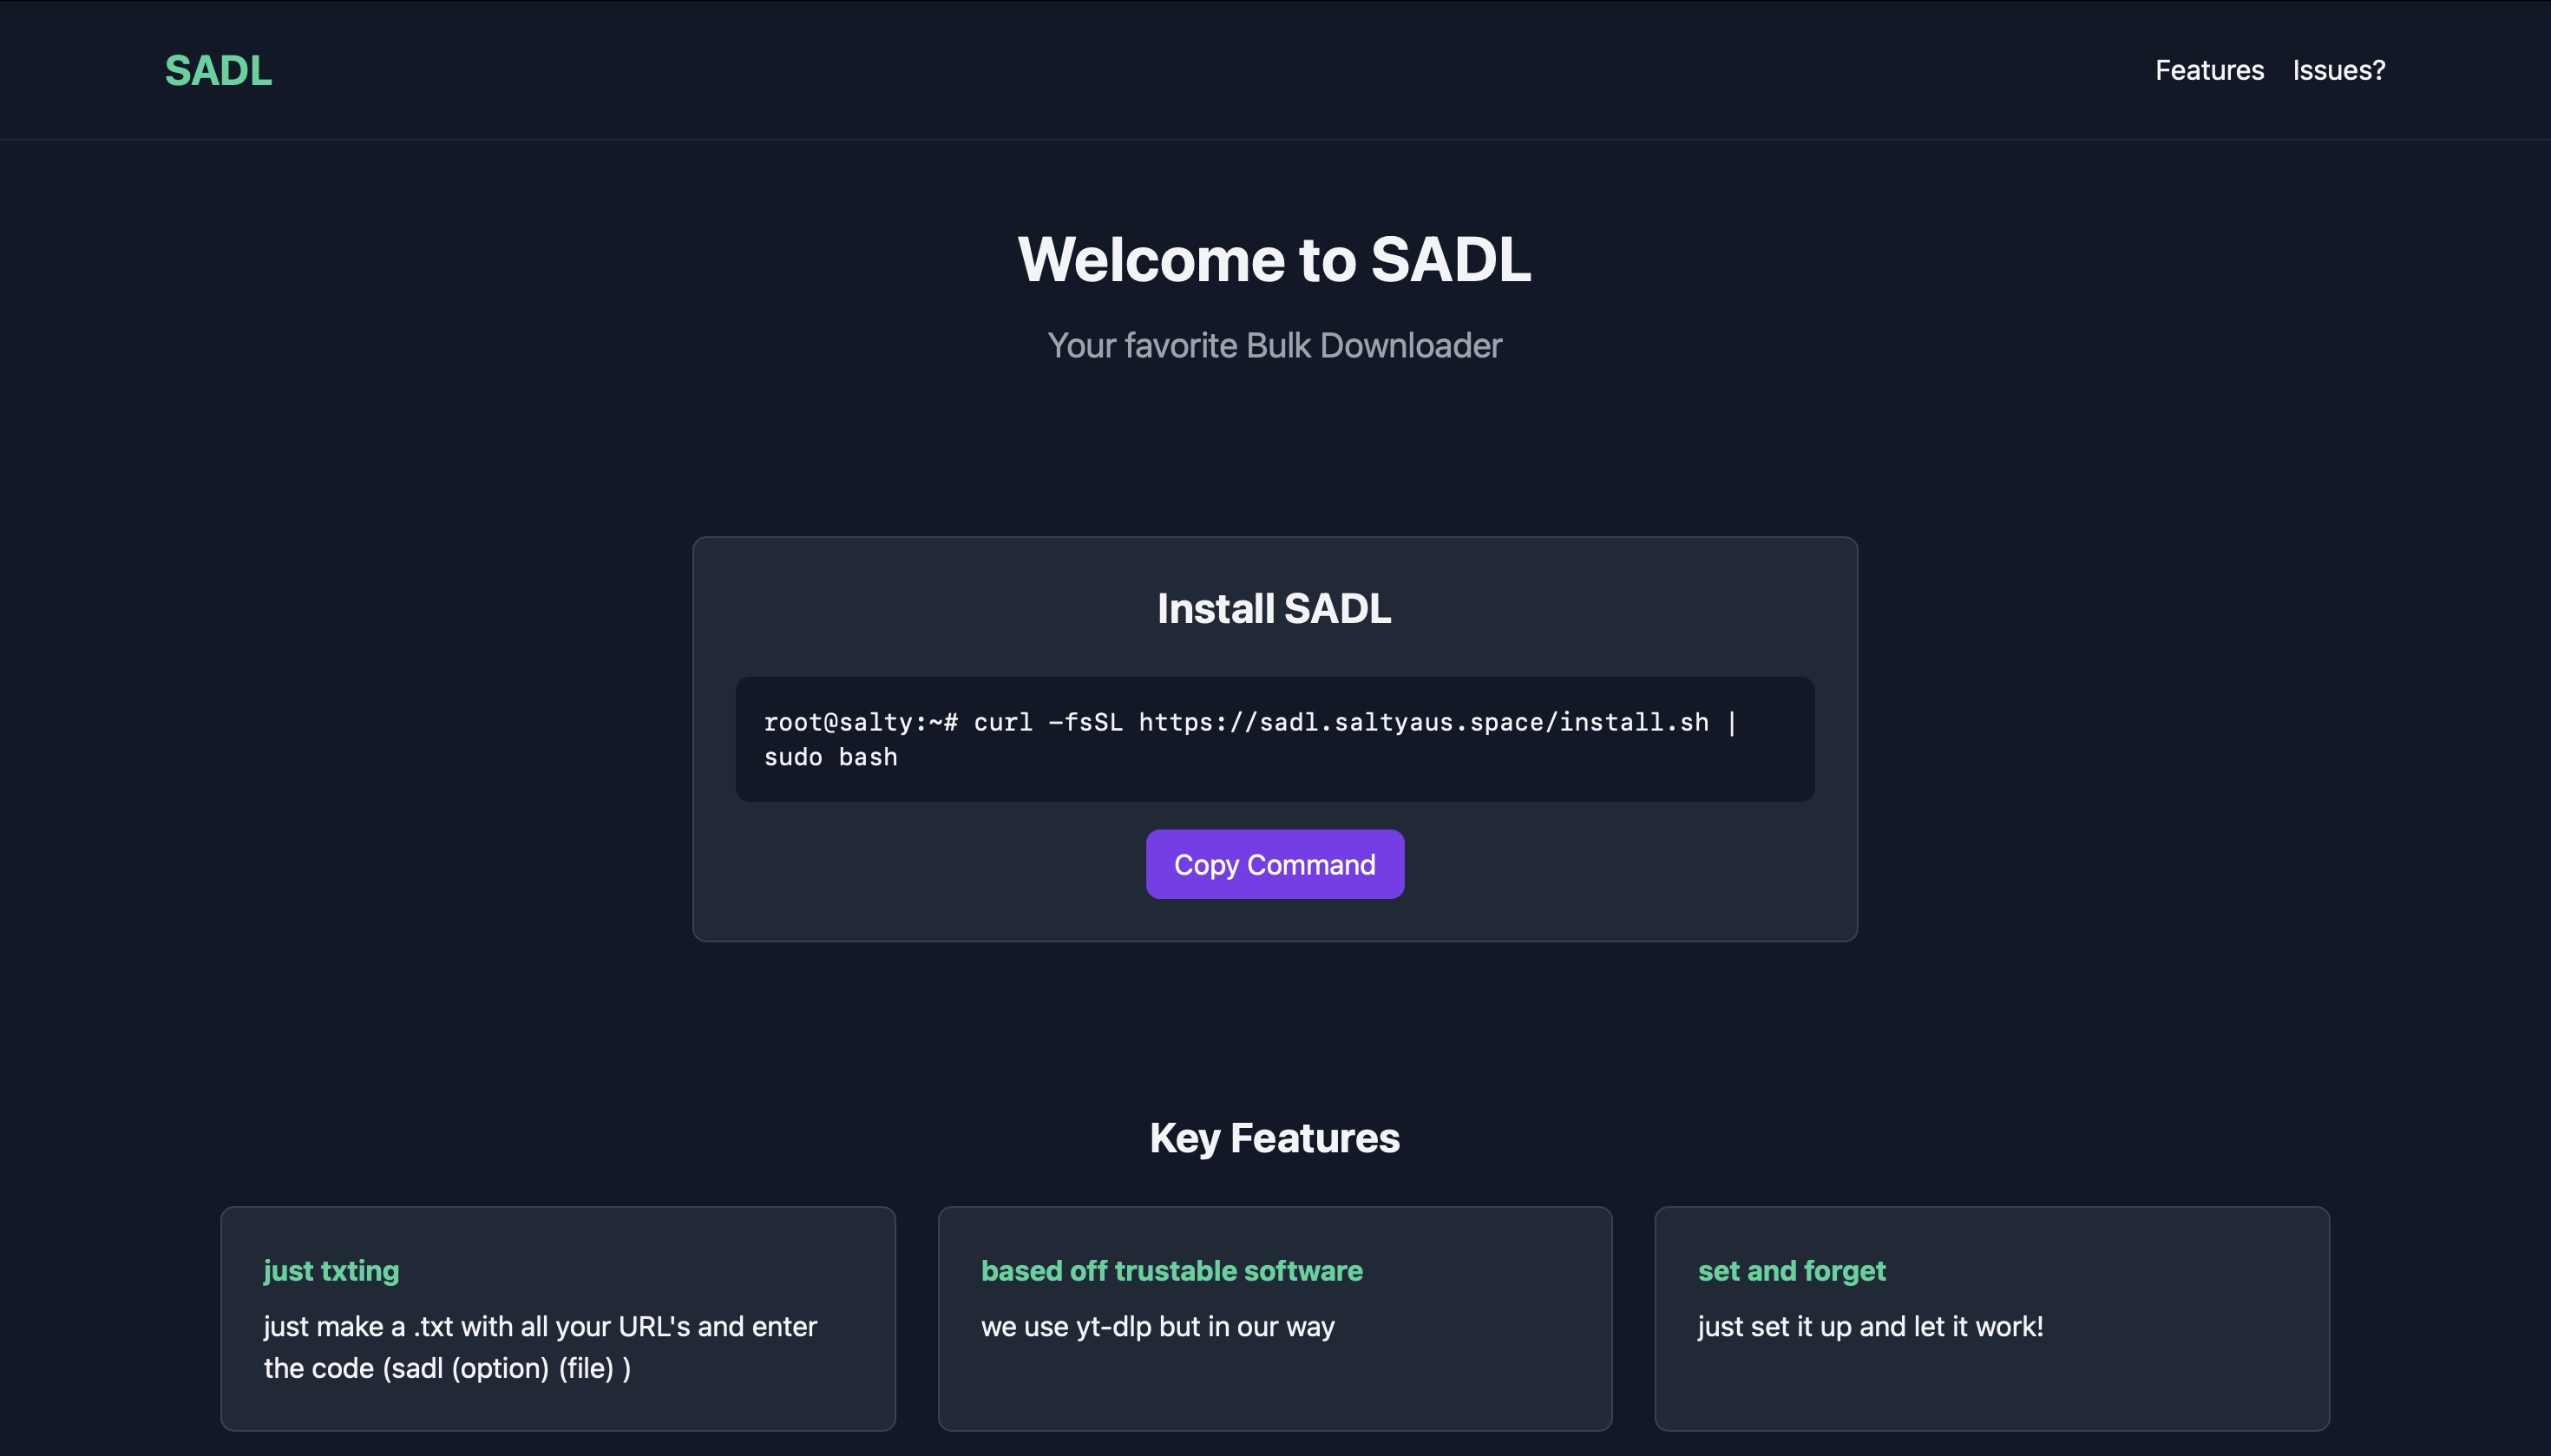 SADL
Features
Issues?
Welcome to SADL
Your favorite Bulk Downloader
Install SADL
root@salty:~# curl -fsSL https://sadl.saltyaus.space/install.sh |
sudo bash
Copy Command
Key Features
just txting
just make a .txt with all your URL's and enter
the code (sadl (option) (file) )
based off trustable software
we use yt-dlp but in our way
set and forget
just set it up and let it work!